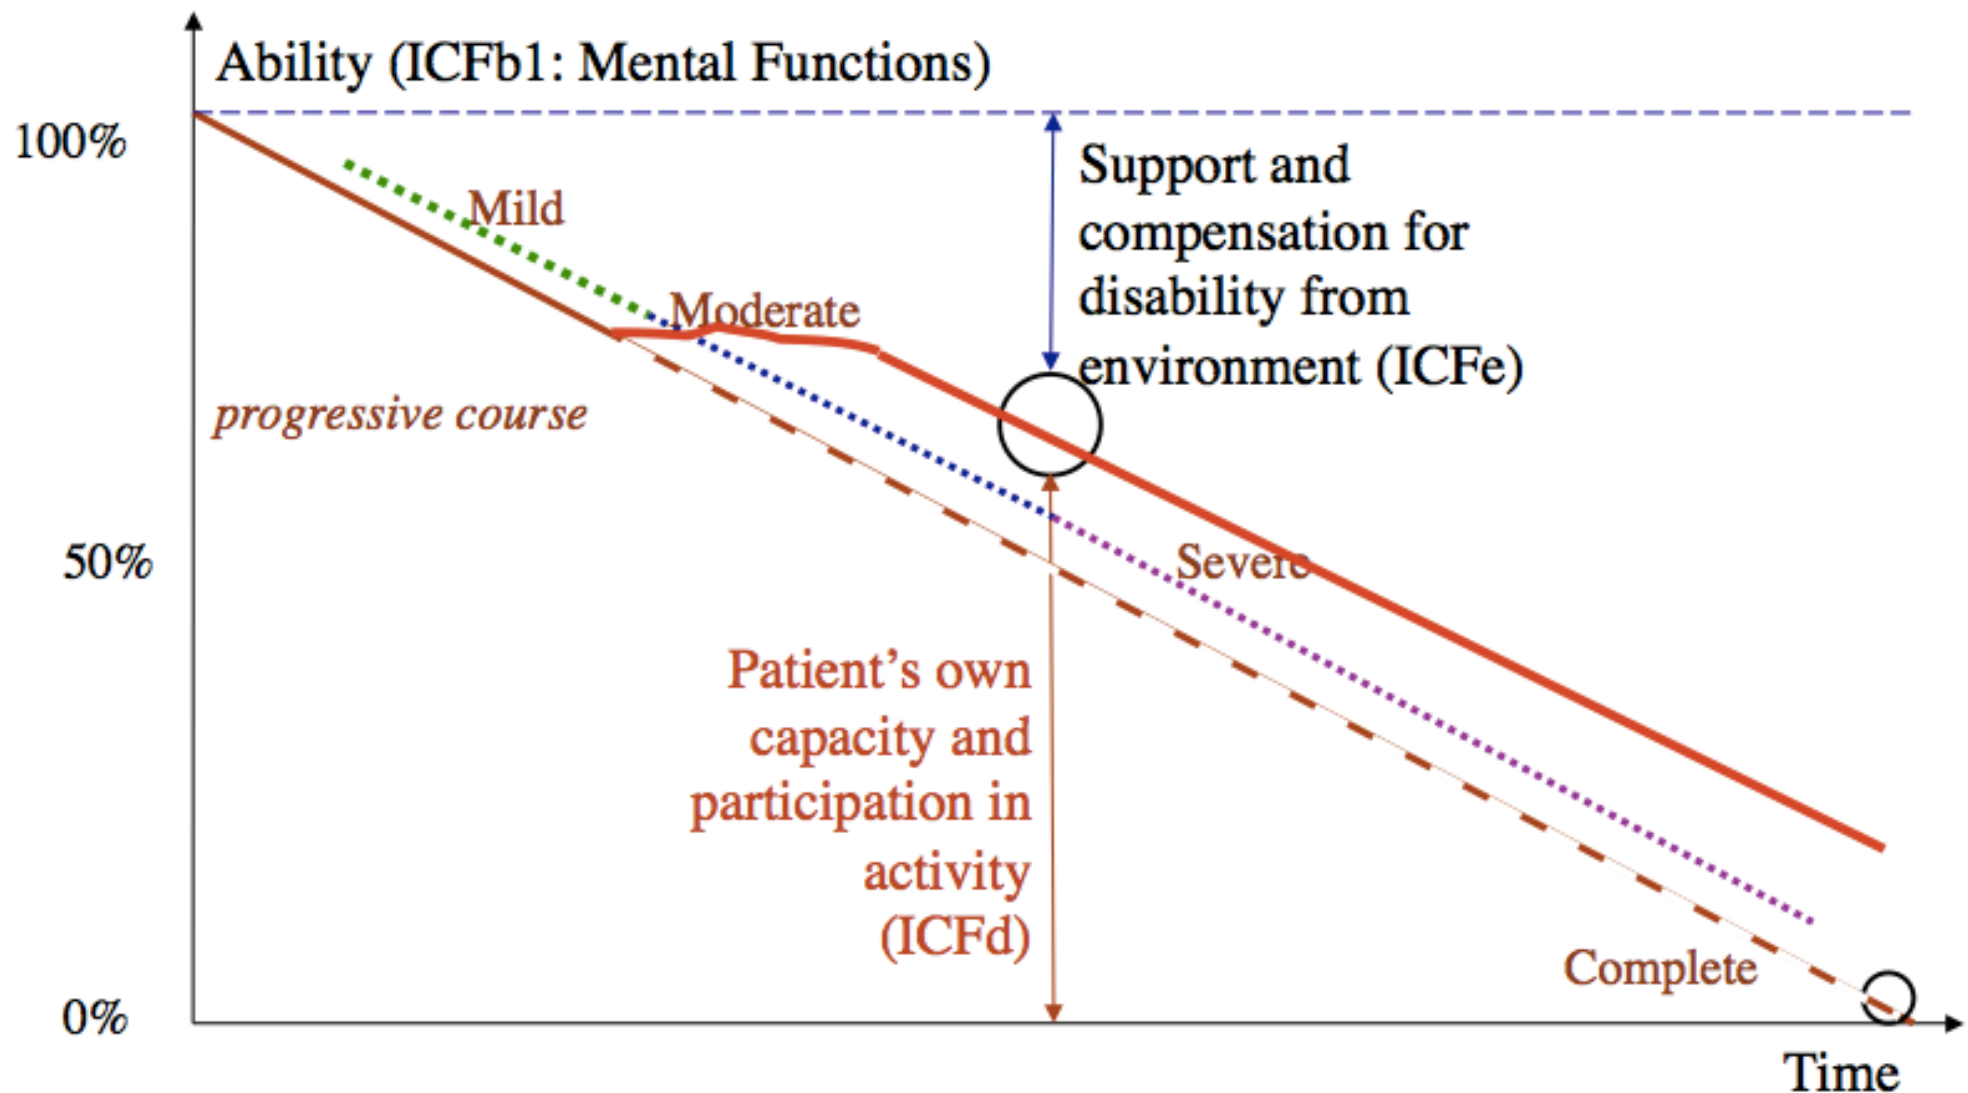 Ability (ICFb1: Mental Functions)
100%
Mild
Support and
compensation for
disability from
environment (ICFe)
Moderate
progressive course
50%
Severe
Patient’s own
capacity and
participation in
activity
(ICFd)
Complete
0%
Time